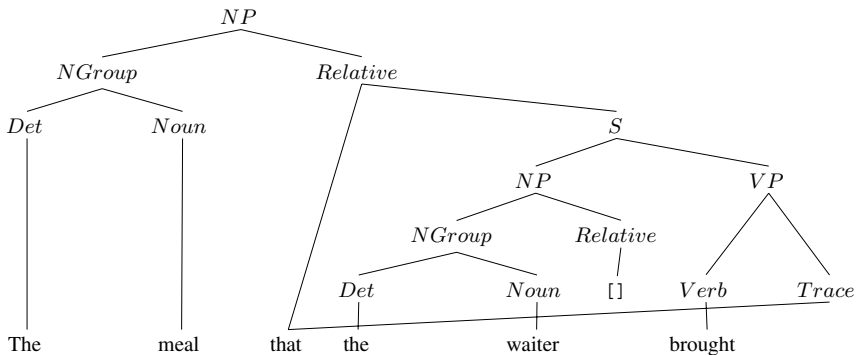 NP
NGroup Relative
Det Noun S
NP VP
NGroup Relative
Det Noun [] Verb Trace
The meal that the waiter brought